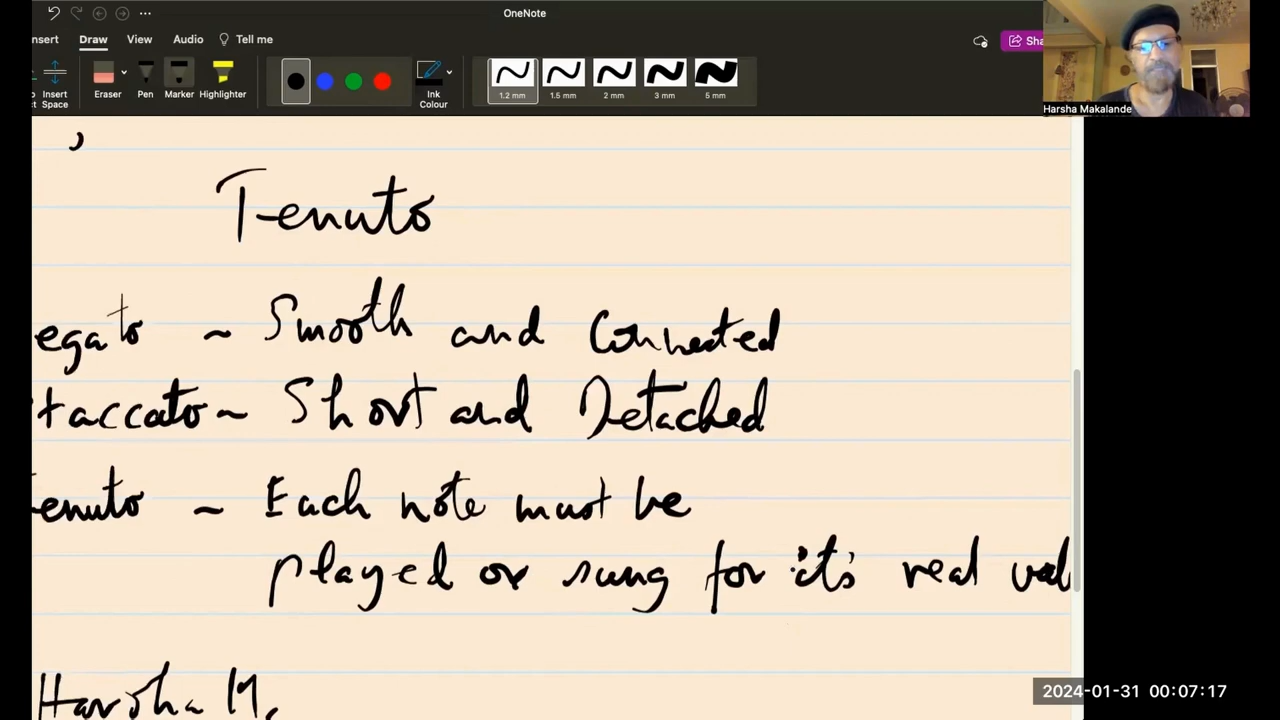 OneNote
nsert Draw View Audio Tell me Sha
Insert Space Eraser Pen Marker Highlighter Ink Colour 1.2 mm 1.5 mm 2 mm 3 mm 5 mm
Harsha Makalande
,
Tenuto
egato ~ Smooth and Connected
taccato ~ Short and Detached
enuto ~ Each note must be
played or sung for it's real val
Harsha M,
2024-01-31 00:07:17